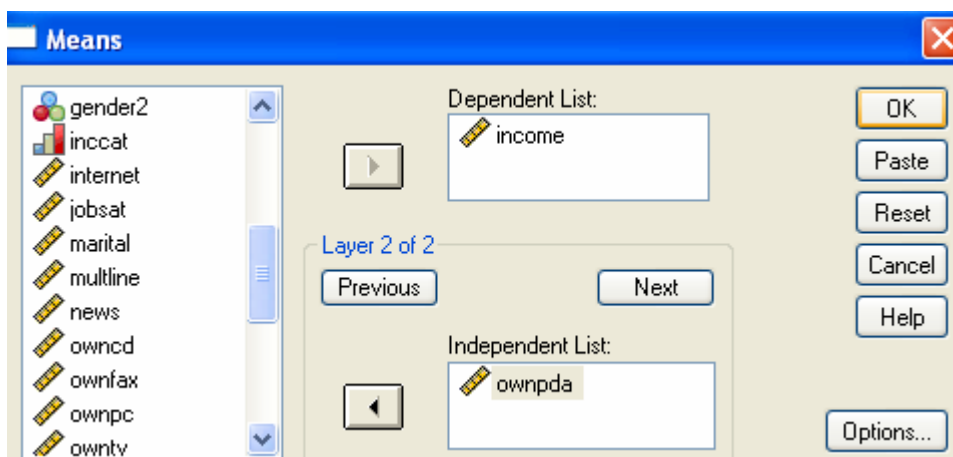 Means
gender2
inccat
internet
jobsat
marital
multline
news
owncd
ownfax
ownpc
owntv
Dependent List:
income
Layer 2 of 2
Previous
Next
Independent List:
ownpda
OK
Paste
Reset
Cancel
Help
Options...